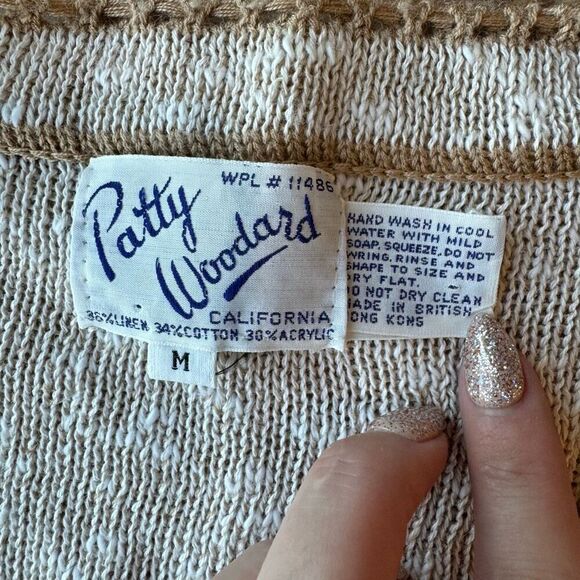 WPL # 11486
Patty
Woodard
CALIFORNIA
36% LINEN 34% COTTON 30% ACRYLIC
M
HAND WASH IN COOL
WATER WITH MILD
SOAP, SQUEEZE. DO NOT
WRING, RINSE AND
SHAPE TO SIZE AND
DRY FLAT.
DO NOT DRY CLEAN
MADE IN BRITISH
HONG KONG